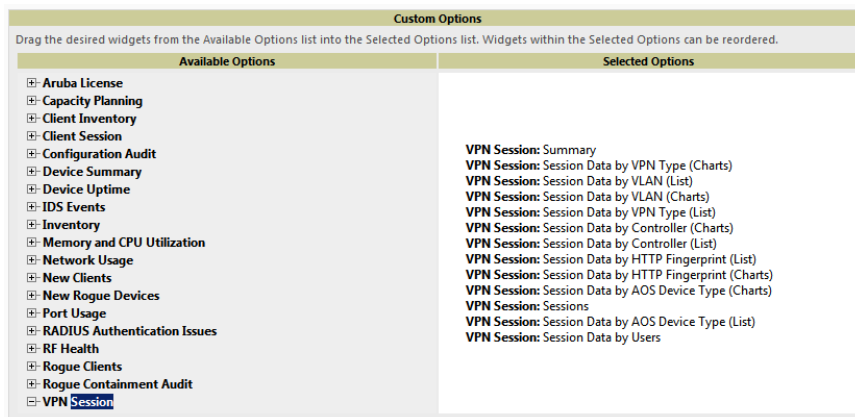 Custom Options
Drag the desired widgets from the Available Options list into the Selected Options list. Widgets within the Selected Options can be reordered.
Available Options
Aruba License
Capacity Planning
Client Inventory
Client Session
Configuration Audit
Device Summary
Device Uptime
IDS Events
Inventory
Memory and CPU Utilization
Network Usage
New Clients
New Rogue Devices
Port Usage
RADIUS Authentication Issues
RF Health
Rogue Clients
Rogue Containment Audit
VPN Session
Selected Options
VPN Session: Summary
VPN Session: Session Data by VPN Type (Charts)
VPN Session: Session Data by VLAN (List)
VPN Session: Session Data by VLAN (Charts)
VPN Session: Session Data by VPN Type (List)
VPN Session: Session Data by Controller (Charts)
VPN Session: Session Data by Controller (List)
VPN Session: Session Data by HTTP Fingerprint (List)
VPN Session: Session Data by HTTP Fingerprint (Charts)
VPN Session: Session Data by AOS Device Type (Charts)
VPN Session: Sessions
VPN Session: Session Data by AOS Device Type (List)
VPN Session: Session Data by Users